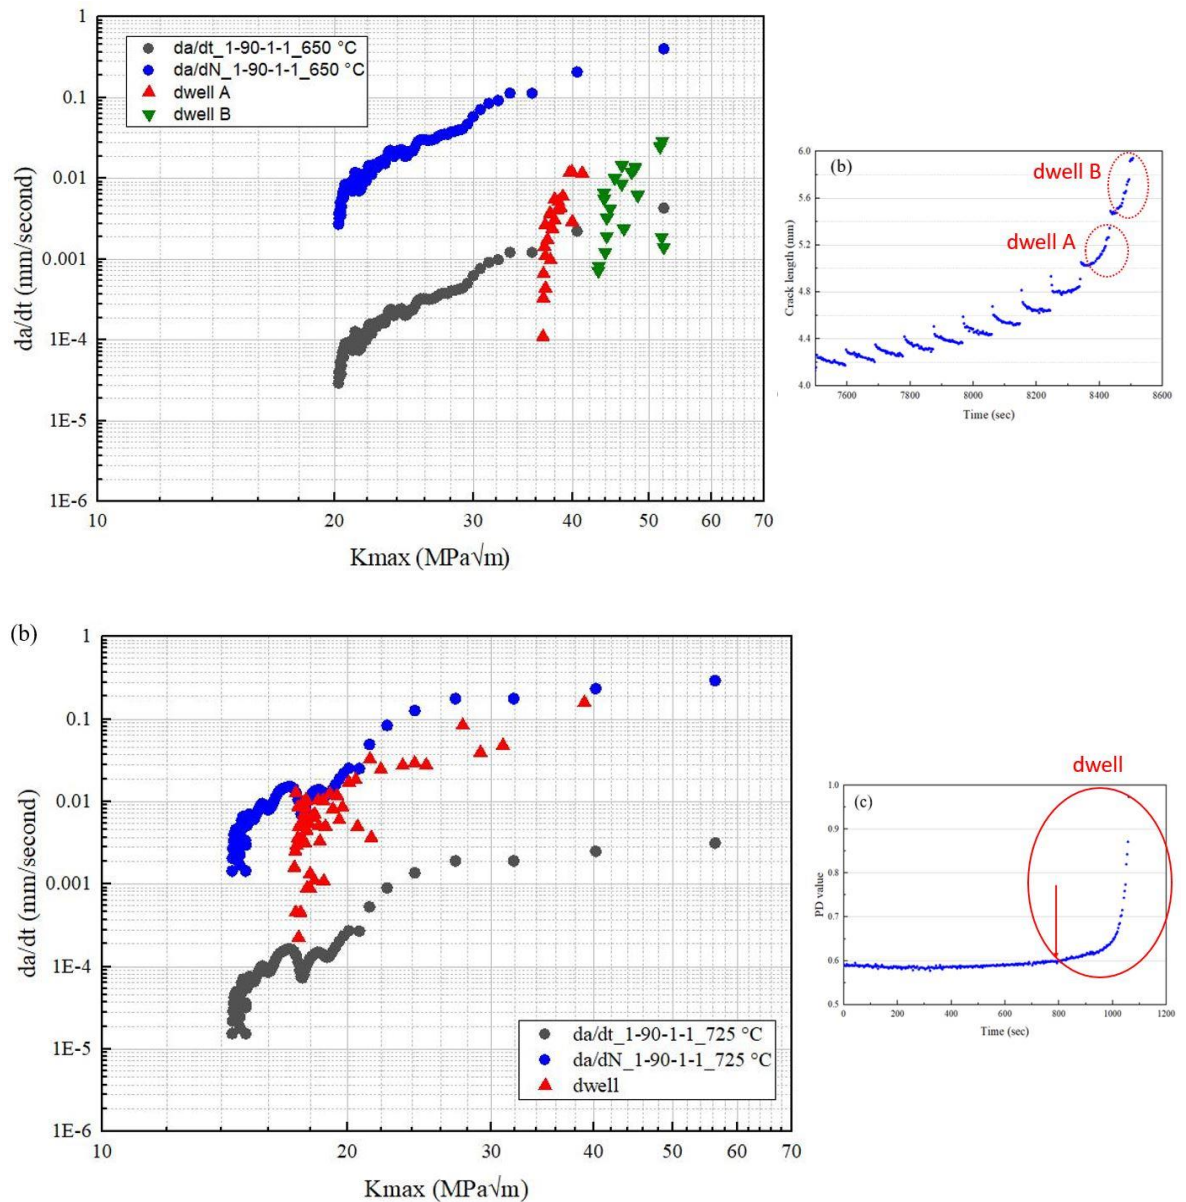 1
0.1
0.01
0.001
1E-4
1E-5
1E-6
da/dt (mm/second)
da/dt_1-90-1-1_650 °C
da/dN_1-90-1-1_650 °C
dwell A
dwell B
10
20
30
40
50
60
70
Kmax (MPa√m)
(b)
dwell B
dwell A
6.0
5.6
5.2
4.8
4.4
4.0
Crack length (mm)
7600
7800
8000
8200
8400
8600
Time (sec)
(b)
1
0.1
0.01
0.001
1E-4
1E-5
1E-6
da/dt (mm/second)
da/dt_1-90-1-1_725 °C
da/dN_1-90-1-1_725 °C
dwell
10
20
30
40
50
60
70
Kmax (MPa√m)
dwell
(c)
1.0
0.9
0.8
0.7
0.6
0.5
PD value
0
200
400
600
800
1000
1200
Time (sec)